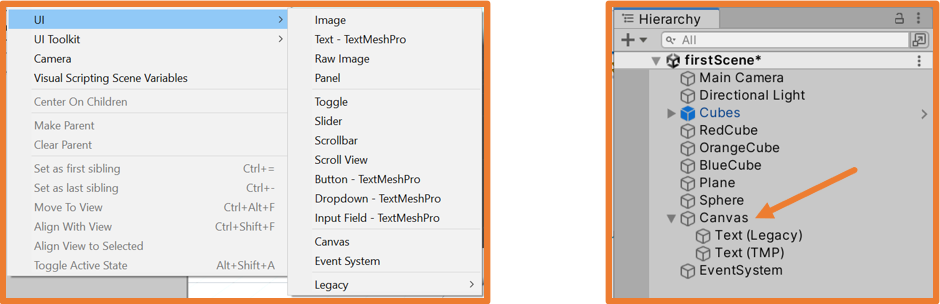 UI
UI Toolkit
Camera
Visual Scripting Scene Variables
Center On Children
Make Parent
Clear Parent
Set as first sibling Ctrl+=
Set as last sibling Ctrl+-
Move To View Ctrl+Alt+F
Align With View Ctrl+Shift+F
Align View to Selected
Toggle Active State Alt+Shift+A
Image
Text - TextMeshPro
Raw Image
Panel
Toggle
Slider
Scrollbar
Scroll View
Button - TextMeshPro
Dropdown - TextMeshPro
Input Field - TextMeshPro
Canvas
Event System
Legacy
Hierarchy
All
firstScene*
Main Camera
Directional Light
Cubes
RedCube
OrangeCube
BlueCube
Plane
Sphere
Canvas
Text (Legacy)
Text (TMP)
EventSystem